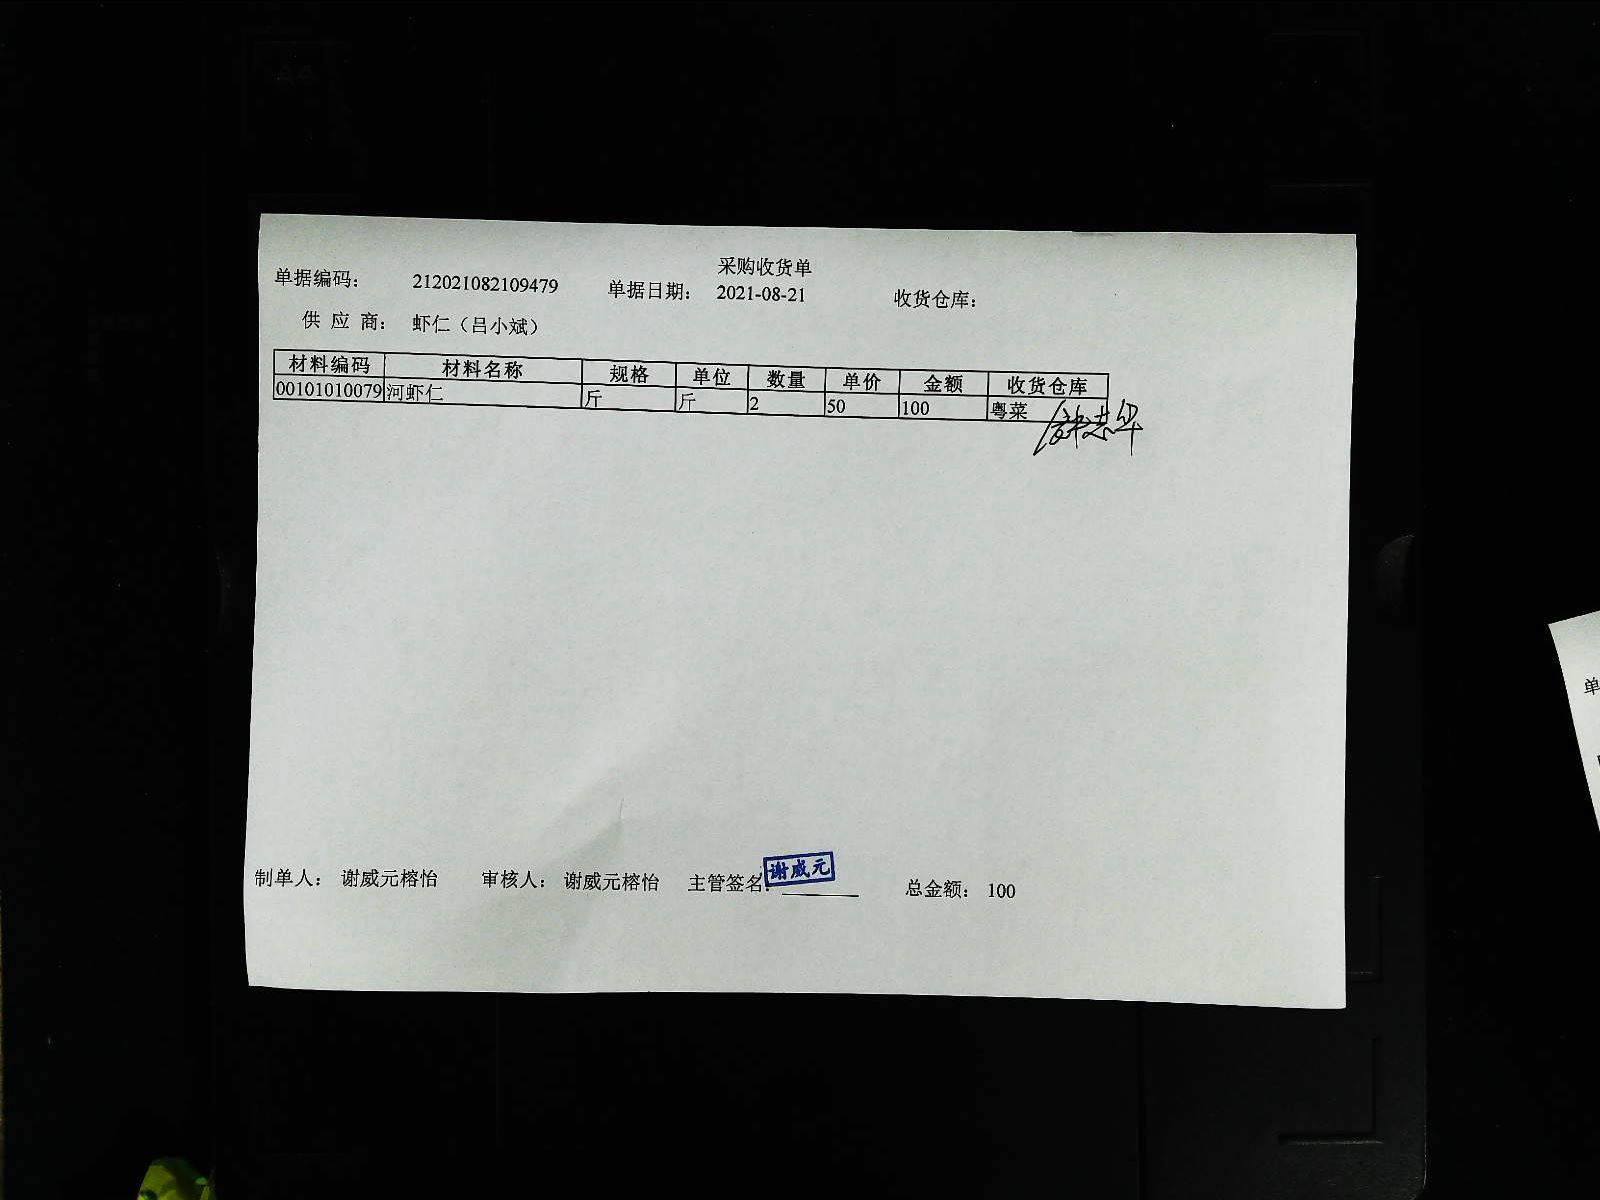 采购收货单
单据编码： 212021082109479 单据日期： 2021-08-21 收货仓库：
供 应 商： 虾仁（吕小斌）
材料编码 材料名称 规格 单位 数量 单价 金额 收货仓库
00101010079 河虾仁 斤 斤 2 50 100 粤菜
制单人： 谢威元榕怡 审核人： 谢威元榕怡 主管签名： 谢威元 总金额： 100
单